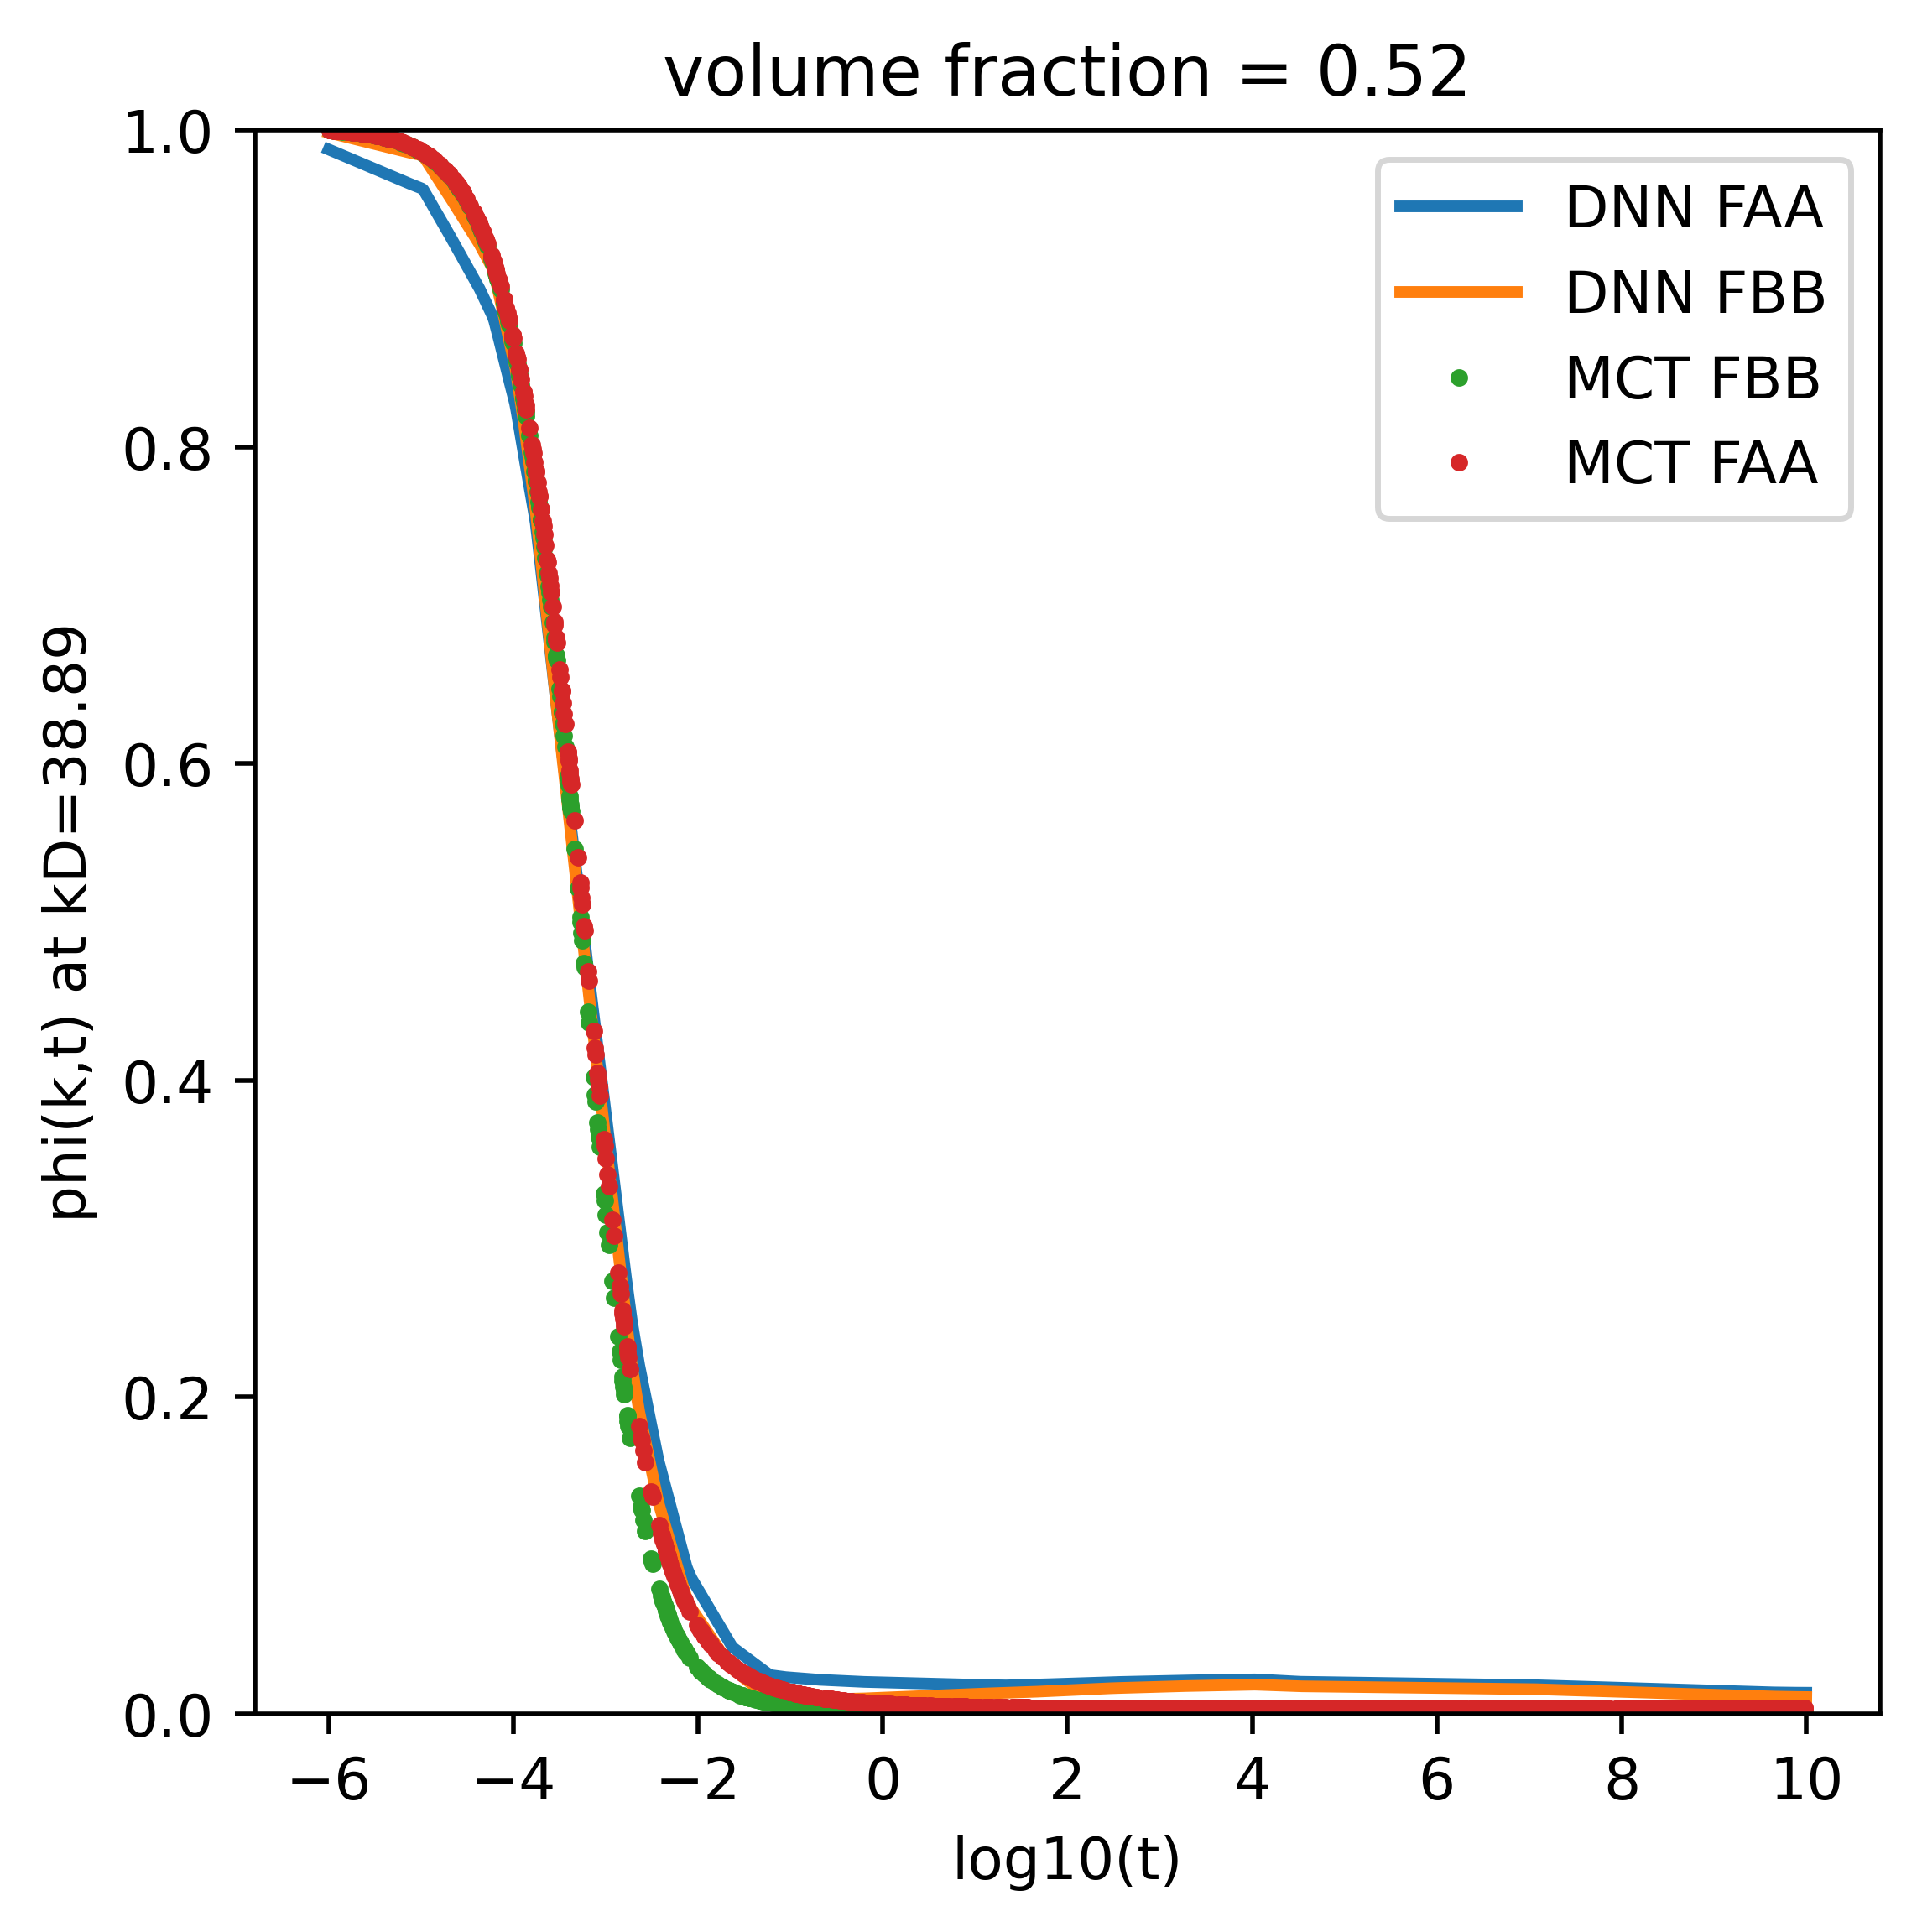 volume fraction = 0.52
1.0
0.8
0.6
0.4
0.2
0.0
phi(k,t) at kD=38.89
DNN FAA
DNN FBB
MCT FBB
MCT FAA
−6 −4 −2 0 2 4 6 8 10
log10(t)